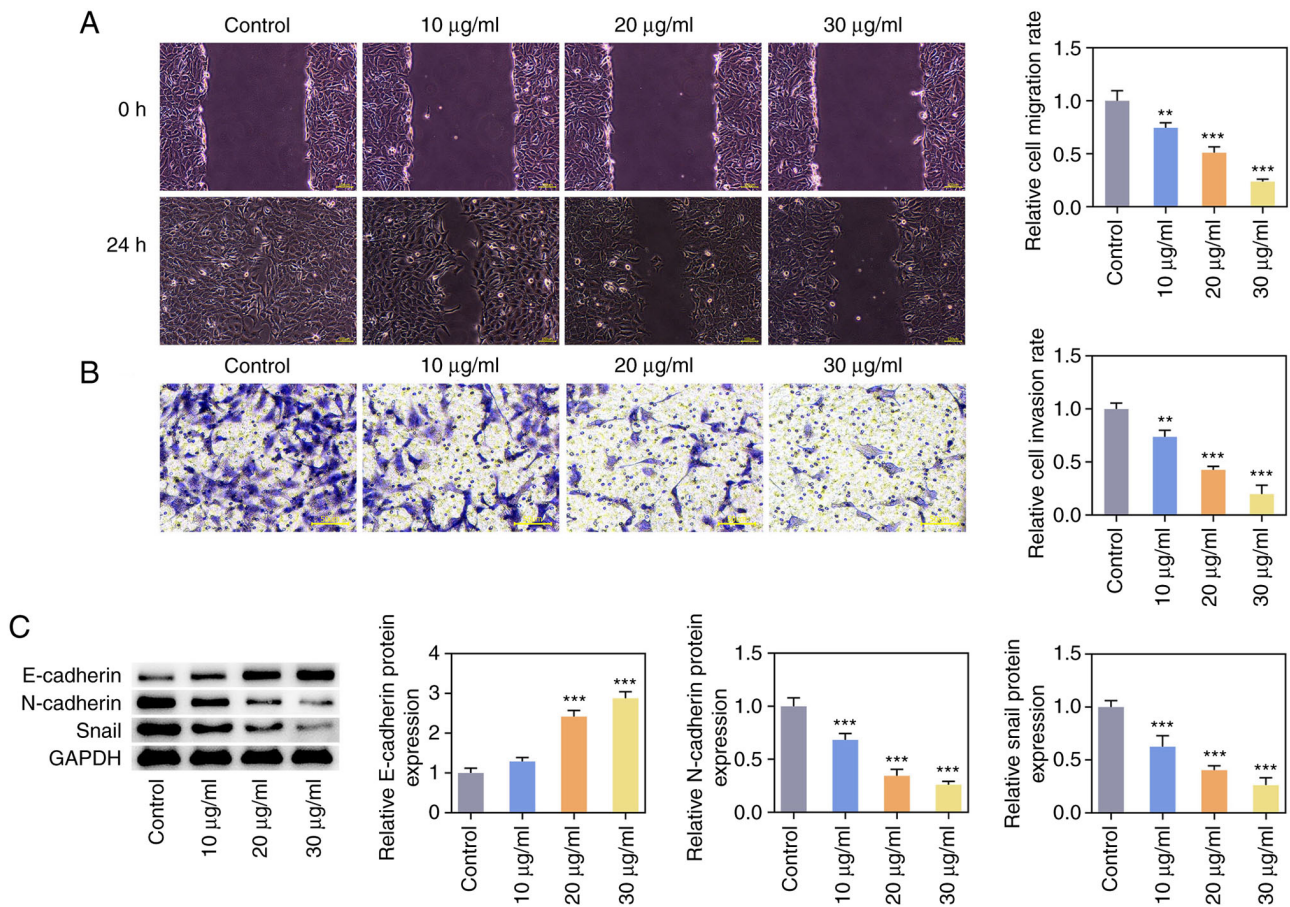 A
Control 10 μg/ml 20 μg/ml 30 μg/ml
0 h
24 h
Relative cell migration rate
1.5
1.0
0.5
0.0
**
***
***
Control
10 μg/ml
20 μg/ml
30 μg/ml
B
Control 10 μg/ml 20 μg/ml 30 μg/ml
Relative cell invasion rate
1.5
1.0
0.5
0.0
**
***
***
Control
10 μg/ml
20 μg/ml
30 μg/ml
C
E-cadherin
N-cadherin
Snail
GAPDH
Control
10 μg/ml
20 μg/ml
30 μg/ml
Relative E-cadherin protein
expression
4
3
2
1
0
***
***
Control
10 μg/ml
20 μg/ml
30 μg/ml
Relative N-cadherin protein
expression
1.5
1.0
0.5
0.0
***
***
***
Control
10 μg/ml
20 μg/ml
30 μg/ml
Relative snail protein
expression
1.5
1.0
0.5
0.0
***
***
***
Control
10 μg/ml
20 μg/ml
30 μg/ml